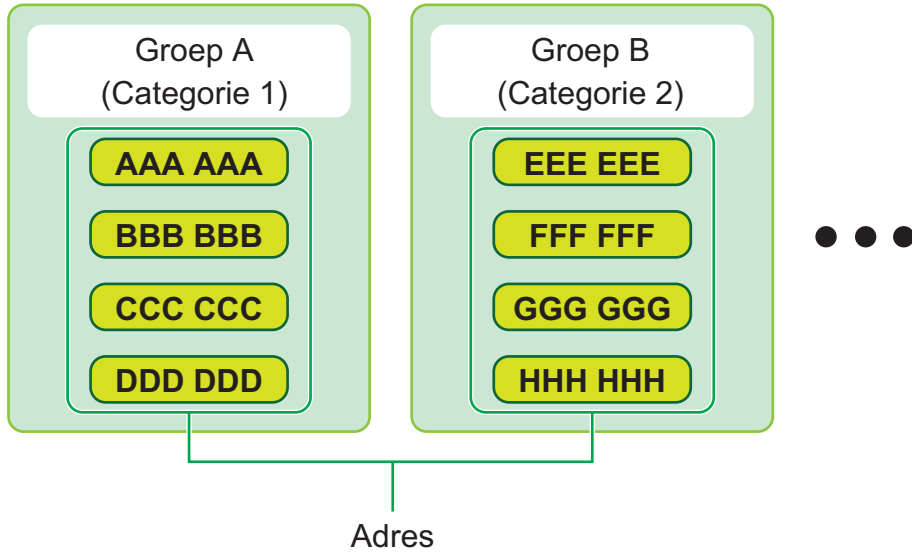 Groep A
(Categorie 1)
AAA AAA
BBB BBB
CCC CCC
DDD DDD
Groep B
(Categorie 2)
EEE EEE
FFF FFF
GGG GGG
HHH HHH
Adres